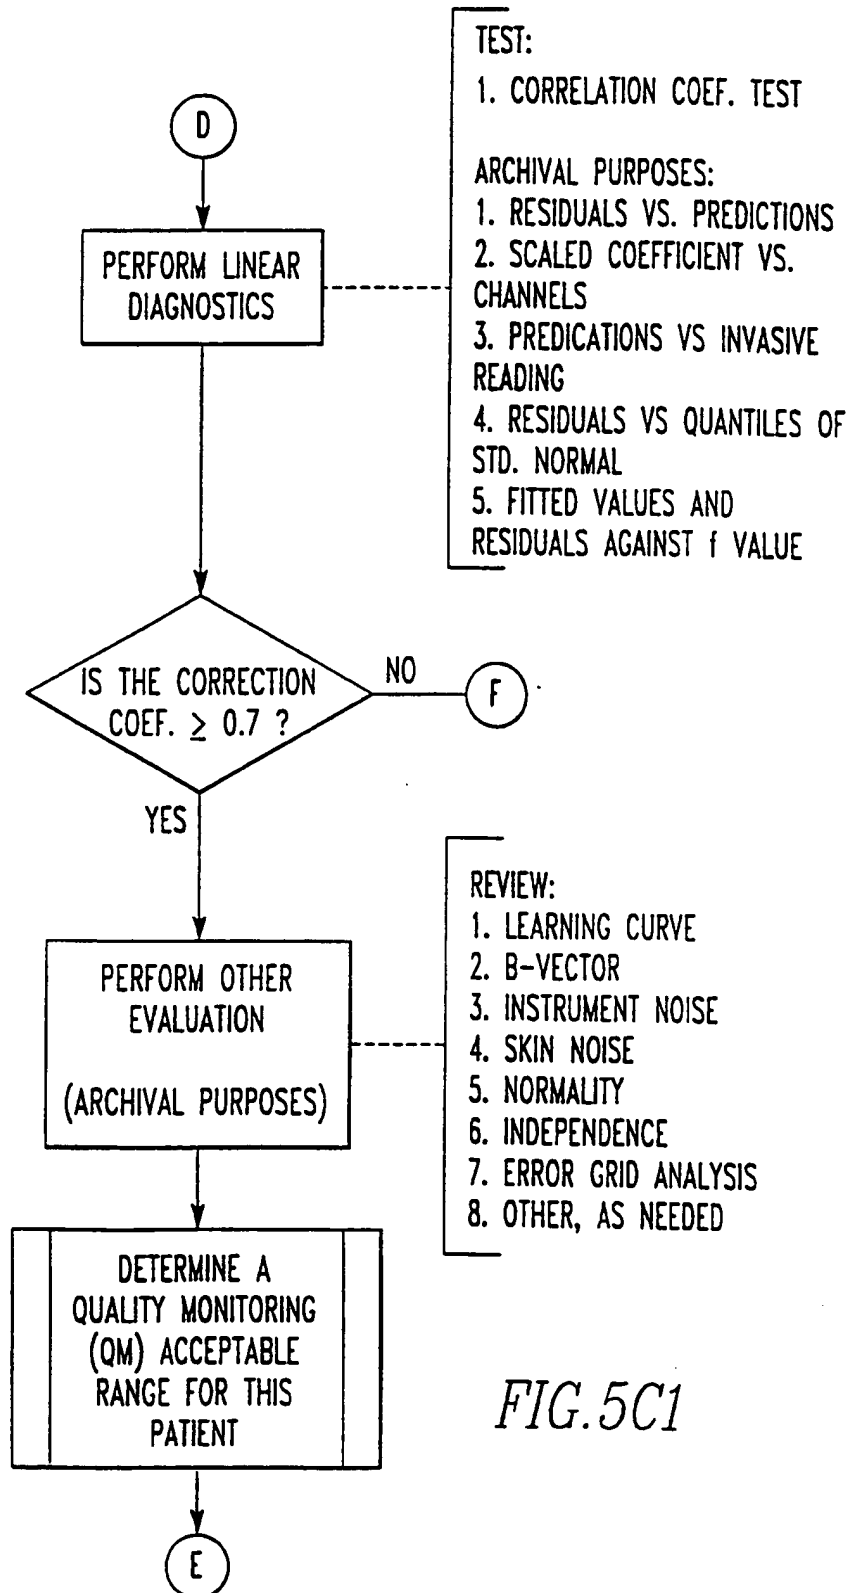 D
PERFORM LINEAR
DIAGNOSTICS
TEST:
1. CORRELATION COEF. TEST
ARCHIVAL PURPOSES:
1. RESIDUALS VS. PREDICTIONS
2. SCALED COEFFICIENT VS.
CHANNELS
3. PREDICATIONS VS INVASIVE
READING
4. RESIDUALS VS QUANTILES OF
STD. NORMAL
5. FITTED VALUES AND
RESIDUALS AGAINST f VALUE
IS THE CORRECTION
COEF. ≥ 0.7 ?
NO
F
YES
PERFORM OTHER
EVALUATION
(ARCHIVAL PURPOSES)
REVIEW:
1. LEARNING CURVE
2. B-VECTOR
3. INSTRUMENT NOISE
4. SKIN NOISE
5. NORMALITY
6. INDEPENDENCE
7. ERROR GRID ANALYSIS
8. OTHER, AS NEEDED
DETERMINE A
QUALITY MONITORING
(QM) ACCEPTABLE
RANGE FOR THIS
PATIENT
E
FIG.5C1